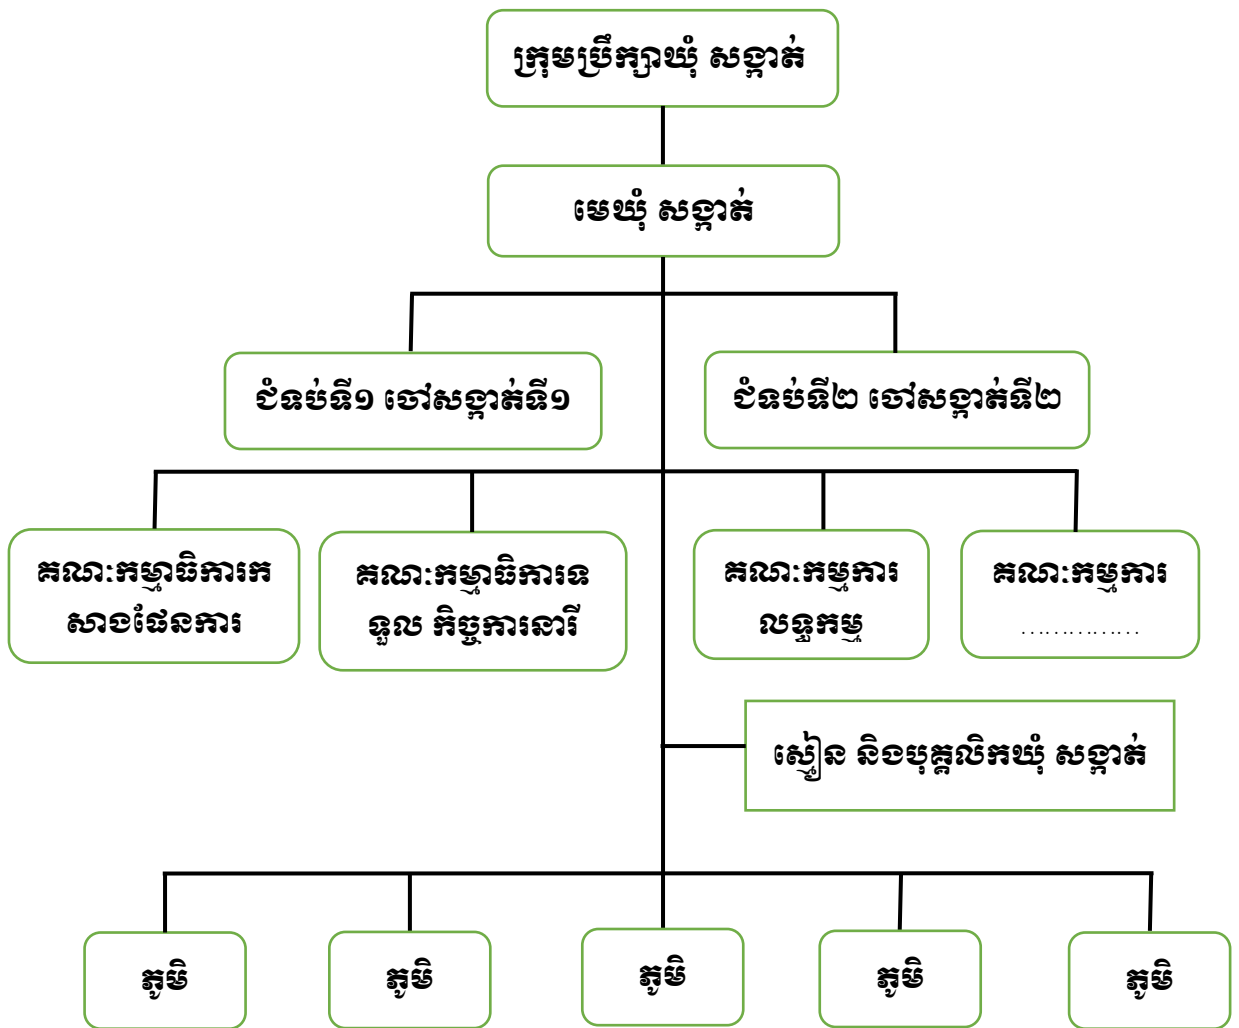 ក្រុមប្រឹក្សាឃុំ សង្កាត់
មេឃុំ សង្កាត់
ជំទប់ទី១ ចៅសង្កាត់ទី១
ជំទប់ទី២ ចៅសង្កាត់ទី២
គណៈកម្មាធិការក
សាងផែនការ
គណៈកម្មាធិការទ
ទួល កិច្ចការនារី
គណៈកម្មការ
លទ្ធកម្ម
គណៈកម្មការ
……………
ស្មៀន និងបុគ្គលិកឃុំ សង្កាត់
ភូមិ
ភូមិ
ភូមិ
ភូមិ
ភូមិ